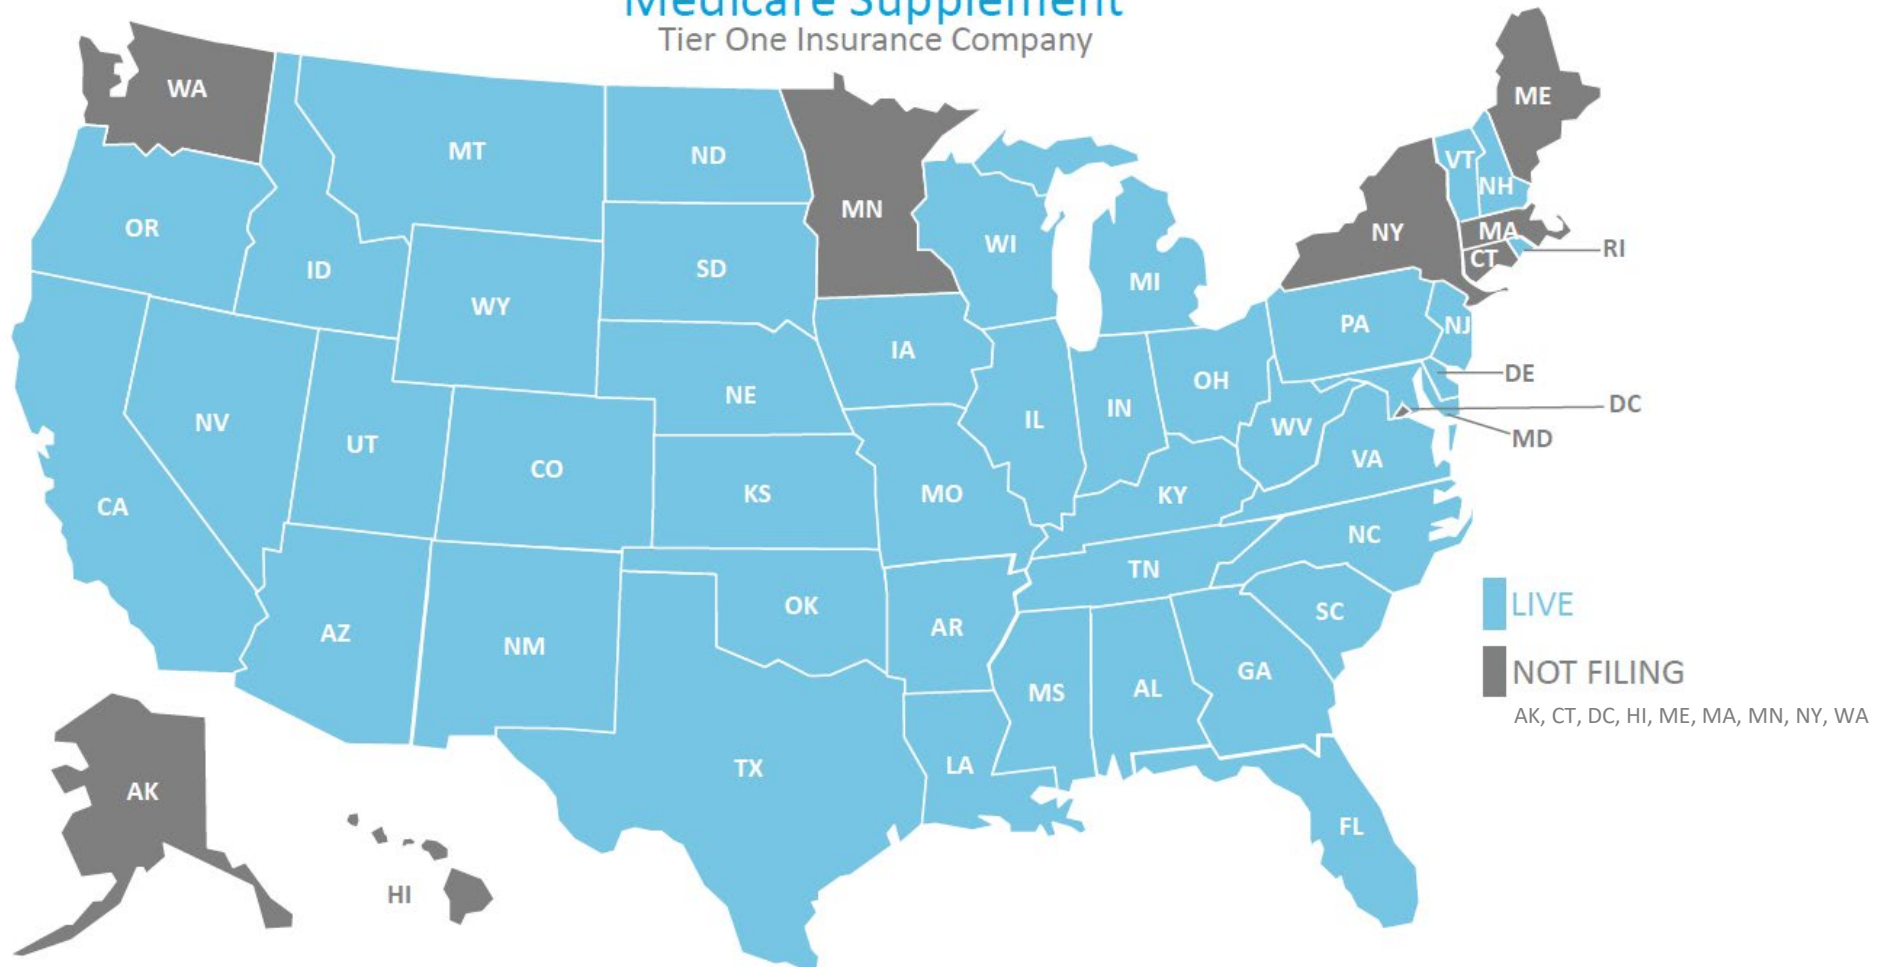 Medicare Supplement
Tier One Insurance Company
WA
MT
ND
MN
ME
VT
NH
OR
ID
SD
WI
MI
NY
MA
CT
RI
WY
IA
PA
NJ
NE
IL
IN
OH
DE
DC
MD
NV
UT
CO
KS
MO
WV
VA
KY
CA
NC
TN
OK
AR
SC
AZ
NM
MS
AL
GA
TX
LA
FL
AK
HI
LIVE
NOT FILING
AK, CT, DC, HI, ME, MA, MN, NY, WA